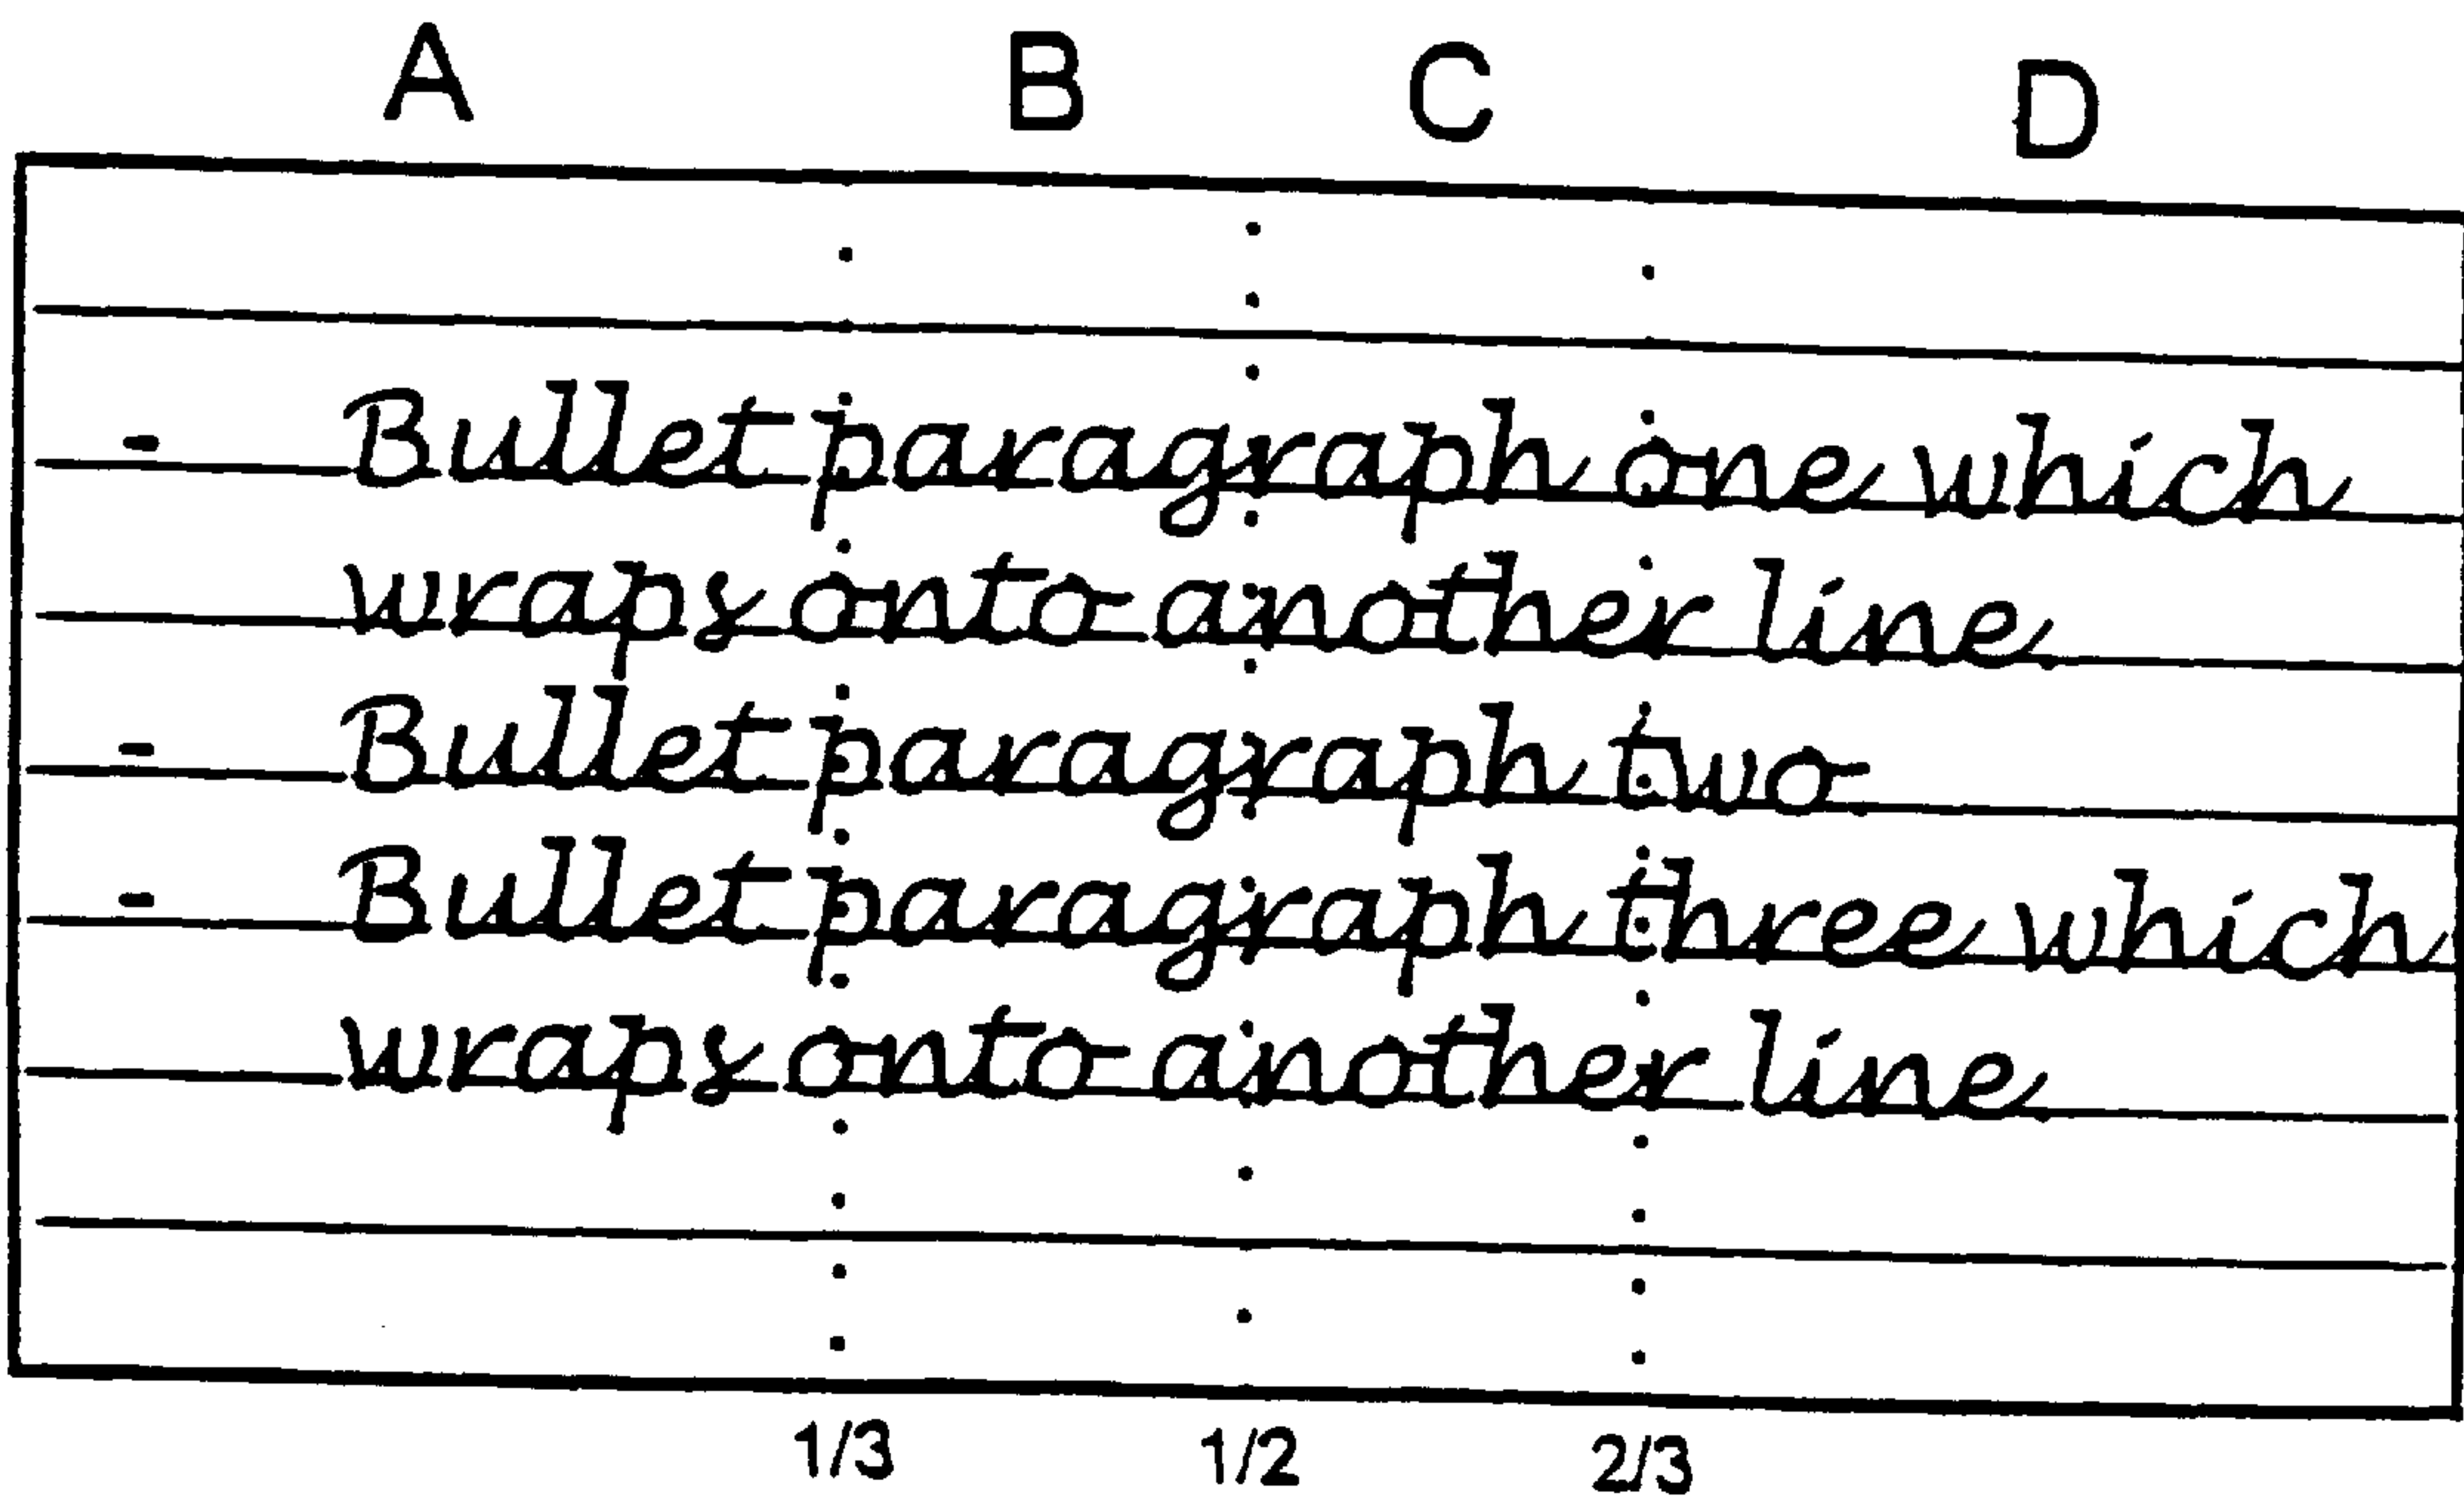 A B C D
- Bullet paragraph one which
wraps onto another line
- Bullet paragraph two
- Bullet paragraph three which
wraps onto another line
1/3 1/2 2/3